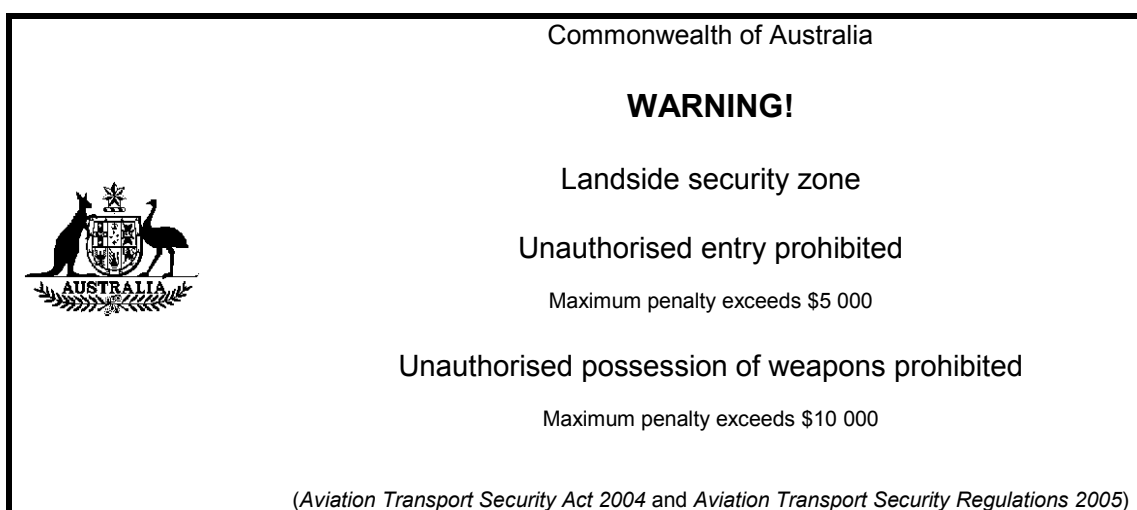 Commonwealth of Australia
WARNING!
Landside security zone
AUSTRALIA
Unauthorised entry prohibited
Maximum penalty exceeds $5 000
Unauthorised possession of weapons prohibited
Maximum penalty exceeds $10 000
(Aviation Transport Security Act 2004 and Aviation Transport Security Regulations 2005)